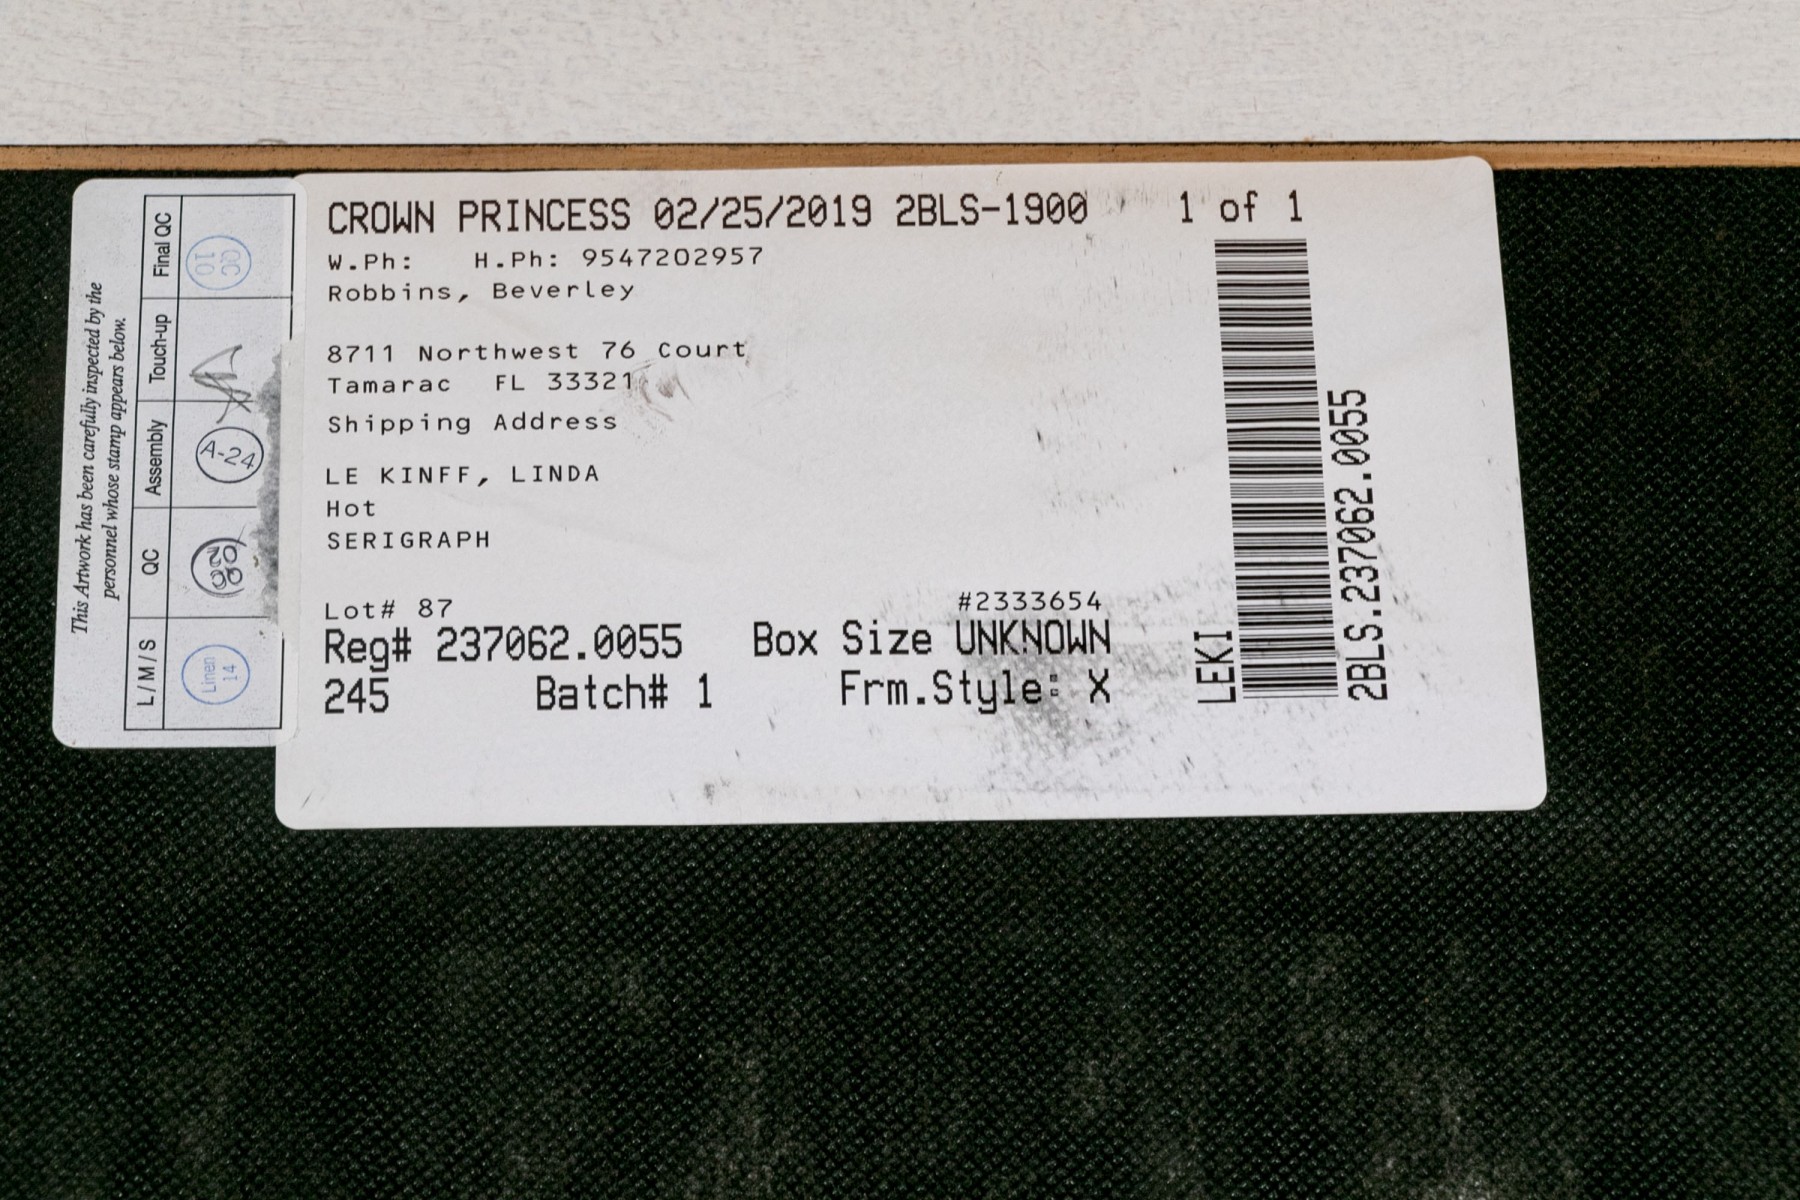 This Artwork has been carefully inspected by the
personnel whose stamp appears below.
L/M/S QC Assembly Touch-up Final QC
Linen
14
A-24
QC
10
CROWN PRINCESS 02/25/2019 2BLS-1900 1 of 1
W.Ph: H.Ph: 9547202957
Robbins, Beverley
8711 Northwest 76 Court
Tamarac FL 33321
Shipping Address
LE KINFF, LINDA
Hot
SERIGRAPH
Lot# 87 #2333654
Reg# 237062.0055 Box Size UNKNOWN
245 Batch# 1 Frm.Style: X
LEKI
2BLS.237062.0055